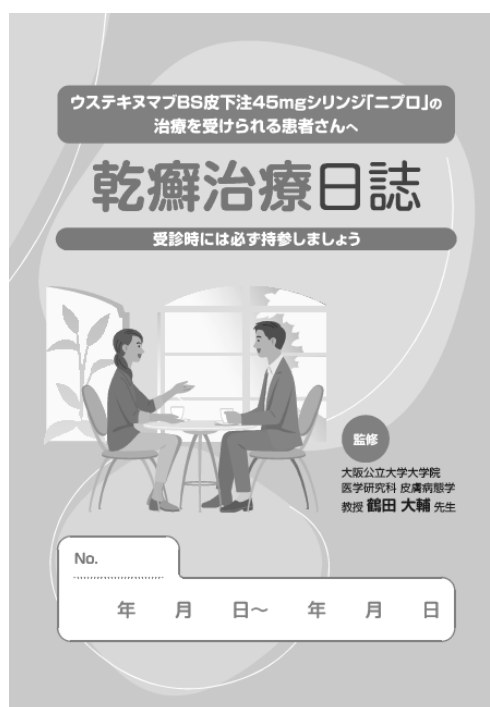 ウステキヌマブBS皮下注45mgシリンジ「ニプロ」の
治療を受けられる患者さんへ
乾癬治療日誌
受診時には必ず持参しましょう
監修
大阪公立大学大学院
医学研究科 皮膚病態学
教授 鶴田 大輔 先生
No.
年 月 日～ 年 月 日